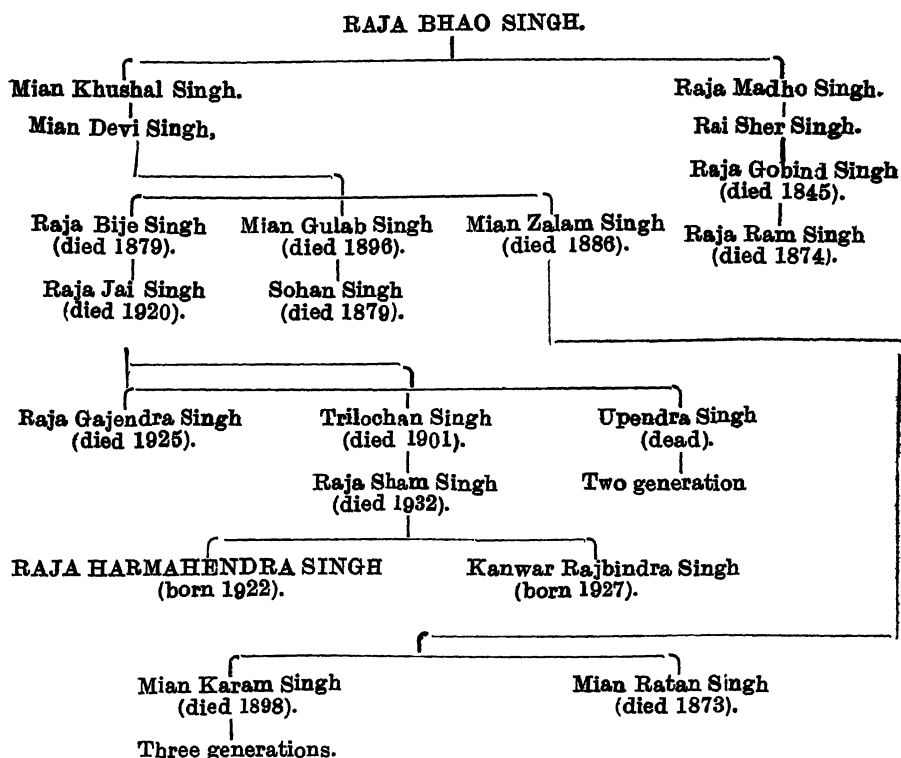 RAJA BHAO SINGH.
Mian Khushal Singh.
Raja Madho Singh.
Mian Devi Singh,
Rai Sher Singh.
Raja Gobind Singh
(died 1845).
Raja Bije Singh
(died 1879).
Mian Gulab Singh
(died 1896).
Mian Zalam Singh
(died 1886).
Raja Ram Singh
(died 1874).
Raja Jai Singh
(died 1920).
Sohan Singh
(died 1879).
Raja Gajendra Singh
(died 1925).
Trilochan Singh
(died 1901).
Upendra Singh
(dead).
Raja Sham Singh
(died 1932).
Two generation
RAJA HARMAHENDRA SINGH
(born 1922).
Kanwar Rajbindra Singh
(born 1927).
Mian Karam Singh
(died 1898).
Mian Ratan Singh
(died 1873).
Three generations.